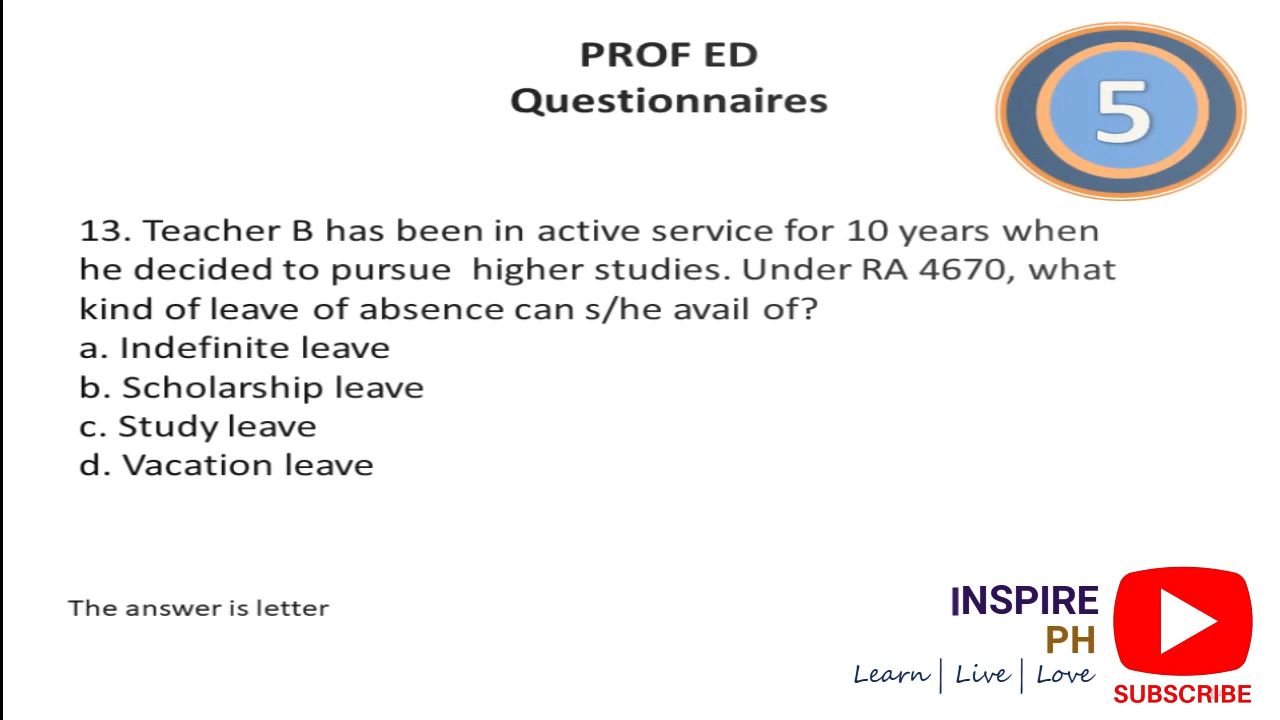 PROF ED
Questionnaires
5
13. Teacher B has been in active service for 10 years when
he decided to pursue higher studies. Under RA 4670, what
kind of leave of absence can s/he avail of?
a. Indefinite leave
b. Scholarship leave
c. Study leave
d. Vacation leave
The answer is letter
INSPIRE
PH
Learn | Live | Love
SUBSCRIBE